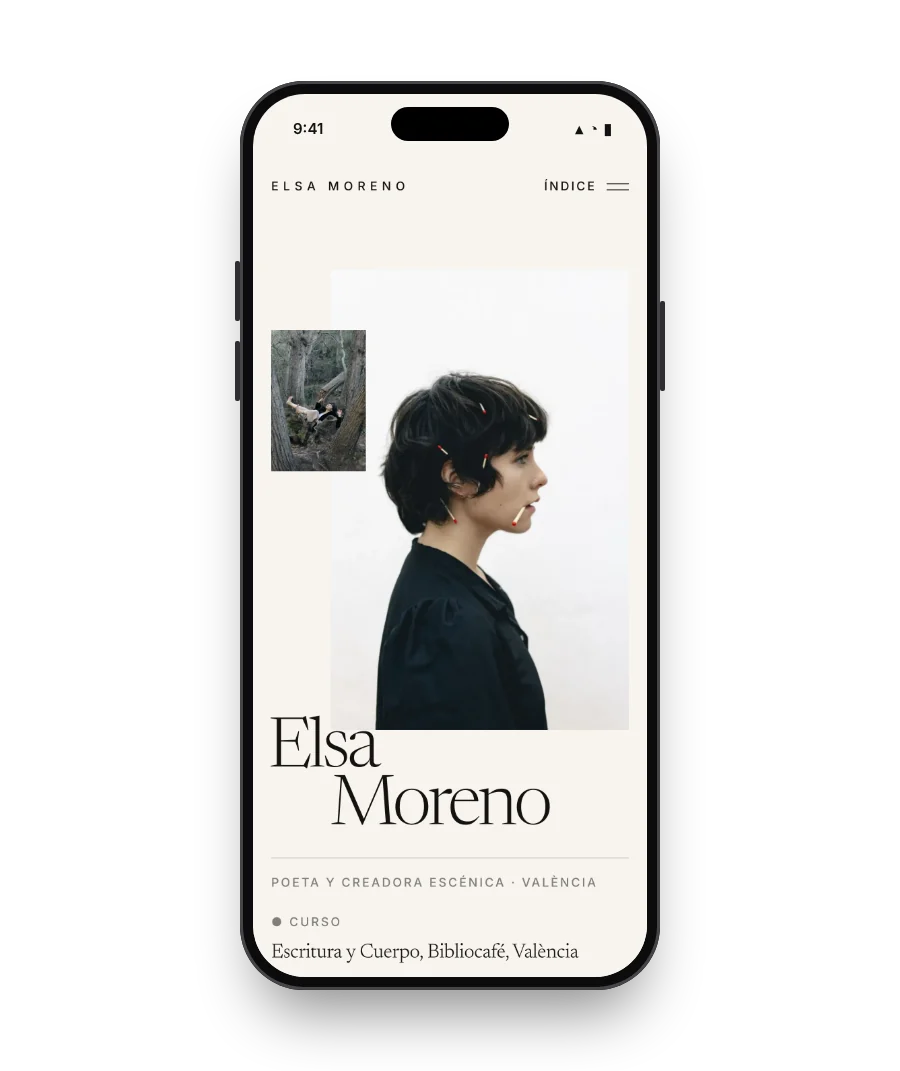 9:41
ELSA MORENO
ÍNDICE
Elsa
Moreno
POETA Y CREADORA ESCÉNICA · VALÈNCIA
CURSO
Escritura y Cuerpo, Bibliocafé, València